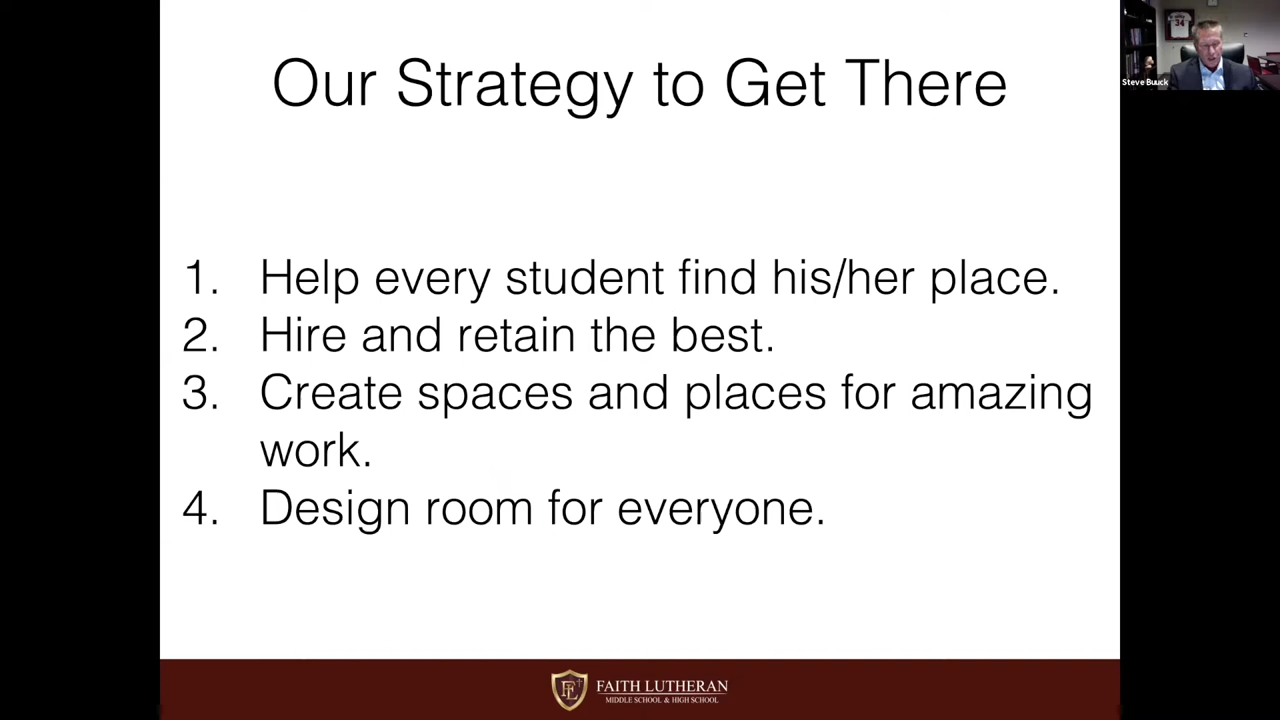 Our Strategy to Get There
34
Steve Buuck
1. Help every student find his/her place.
2. Hire and retain the best.
3. Create spaces and places for amazing
work.
4. Design room for everyone.
FL
FAITH LUTHERAN
MIDDLE SCHOOL & HIGH SCHOOL